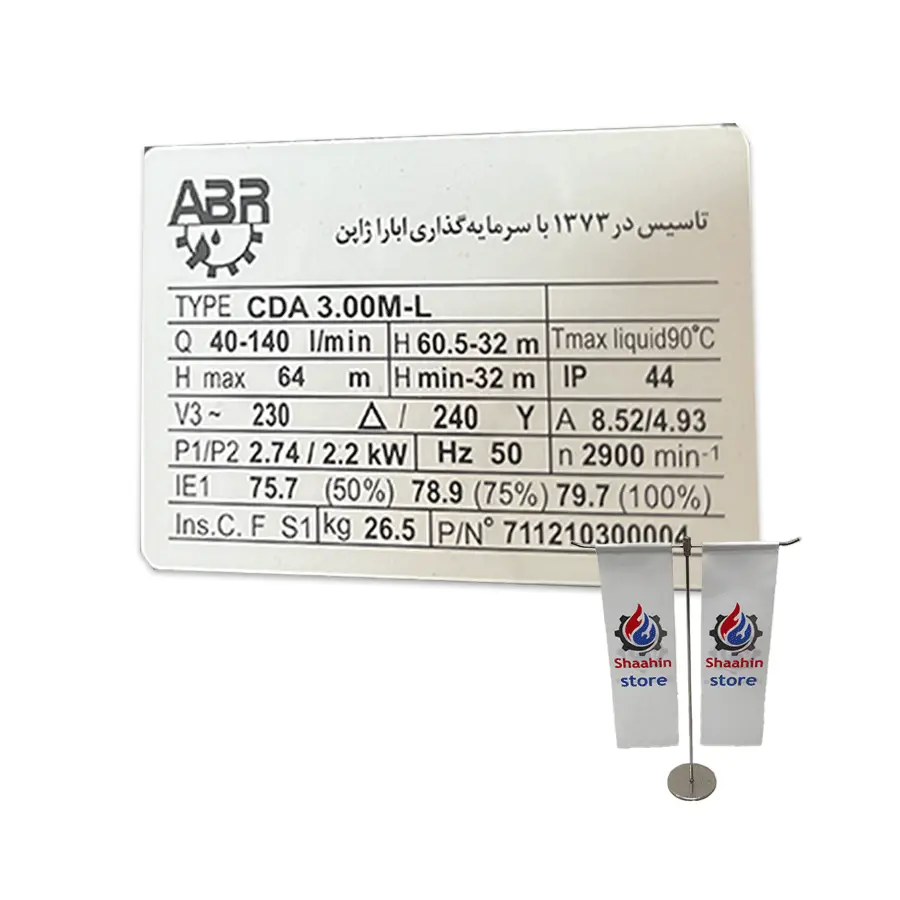 ABR
تاسیس در ۱۳۷۳ با سرمایه‌گذاری ابارا ژاپن
TYPE CDA 3.00M-L
Q 40-140 l/min H 60.5-32 m Tmax liquid90°C
H max 64 m H min-32 m IP 44
V3~ 230 Δ / 240 Y A 8.52/4.93
P1/P2 2.74 / 2.2 kW Hz 50 n 2900 min-¹
IE1 75.7 (50%) 78.9 (75%) 79.7 (100%)
Ins.C. F S1 kg 26.5 P/N° 711210300004
Shaahin
store
Shaahin
store